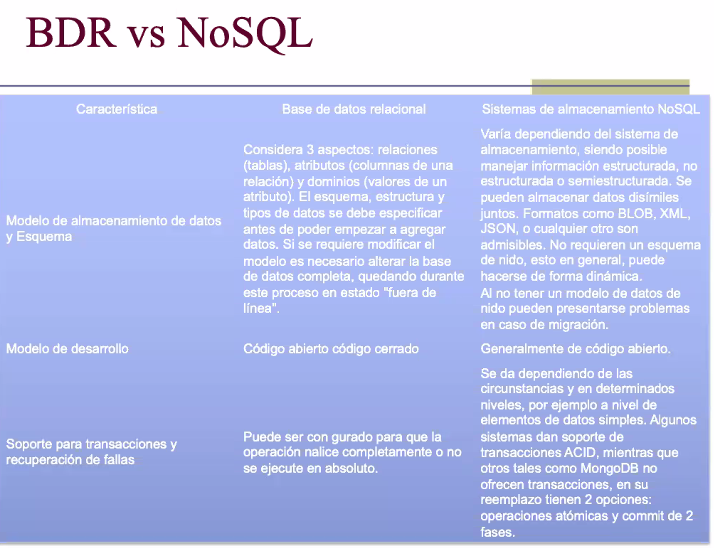 BDR vs NoSQL
Característica
Base de datos relacional
Sistemas de almacenamiento NoSQL
Modelo de almacenamiento de datos
y Esquema
Considera 3 aspectos: relaciones
(tablas), atributos (columnas de una
relación) y dominios (valores de un
atributo). El esquema, estructura y
tipos de datos se debe especificar
antes de poder empezar a agregar
datos. Si se requiere modificar el
modelo es necesario alterar la base
de datos completa, quedando durante
este proceso en estado "fuera de
línea".
Varía dependiendo del sistema de
almacenamiento, siendo posible
manejar información estructurada, no
estructurada o semiestructurada. Se
pueden almacenar datos disímiles
juntos. Formatos como BLOB, XML,
JSON, o cualquier otro son
admisibles. No requieren un esquema
de nido, esto en general, puede
hacerse de forma dinámica.
Al no tener un modelo de datos de
nido pueden presentarse problemas
en caso de migración.
Modelo de desarrollo
Código abierto código cerrado
Generalmente de código abierto.
Soporte para transacciones y
recuperación de fallas
Puede ser con gurado para que la
operación nalice completamente o no
se ejecute en absoluto.
Se da dependiendo de las
circunstancias y en determinados
niveles, por ejemplo a nivel de
elementos de datos simples. Algunos
sistemas dan soporte de
transacciones ACID, mientras que
otros tales como MongoDB no
ofrecen transacciones, en su
reemplazo tienen 2 opciones:
operaciones atómicas y commit de 2
fases.